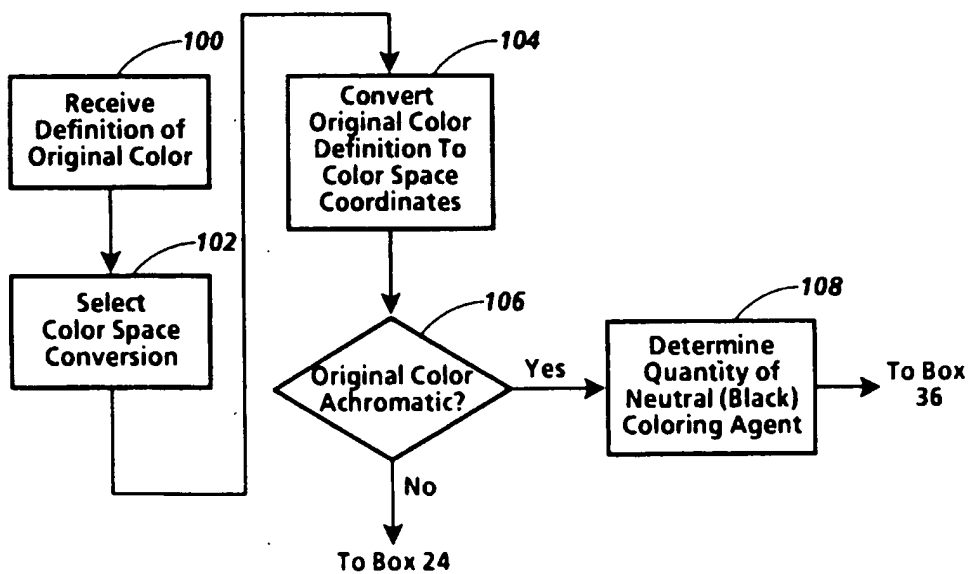 100
Receive
Definition of
Original Color
102
Select
Color Space
Conversion
104
Convert
Original Color
Definition To
Color Space
Coordinates
106
Original Color
Achromatic?
Yes
No
To Box 24
108
Determine
Quantity of
Neutral (Black)
Coloring Agent
To Box
36